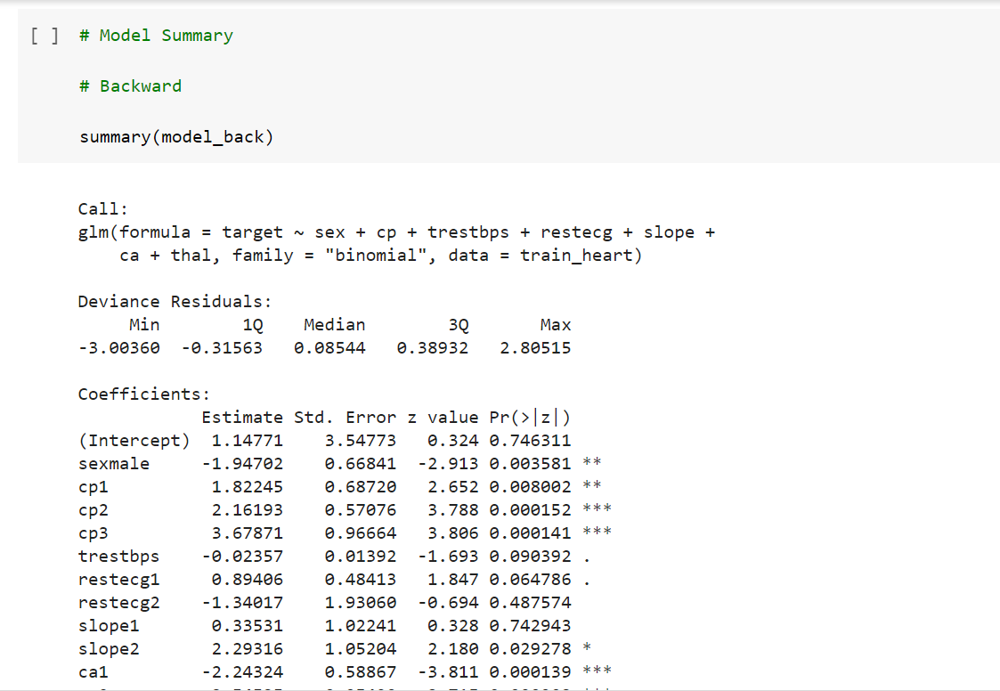 [ ] # Model Summary
# Backward
summary(model_back)
Call:
glm(formula = target ~ sex + cp + trestbps + restecg + slope +
ca + thal, family = "binomial", data = train_heart)
Deviance Residuals:
Min 1Q Median 3Q Max
-3.00360 -0.31563 0.08544 0.38932 2.80515
Coefficients:
Estimate Std. Error z value Pr(>|z|)
(Intercept) 1.14771 3.54773 0.324 0.746311
sexmale -1.94702 0.66841 -2.913 0.003581 **
cp1 1.82245 0.68720 2.652 0.008002 **
cp2 2.16193 0.57076 3.788 0.000152 ***
cp3 3.67871 0.96664 3.806 0.000141 ***
trestbps -0.02357 0.01392 -1.693 0.090392 .
restecg1 0.89406 0.48413 1.847 0.064786 .
restecg2 -1.34017 1.93060 -0.694 0.487574
slope1 0.33531 1.02241 0.328 0.742943
slope2 2.29316 1.05204 2.180 0.029278 *
ca1 -2.24324 0.58867 -3.811 0.000139 ***